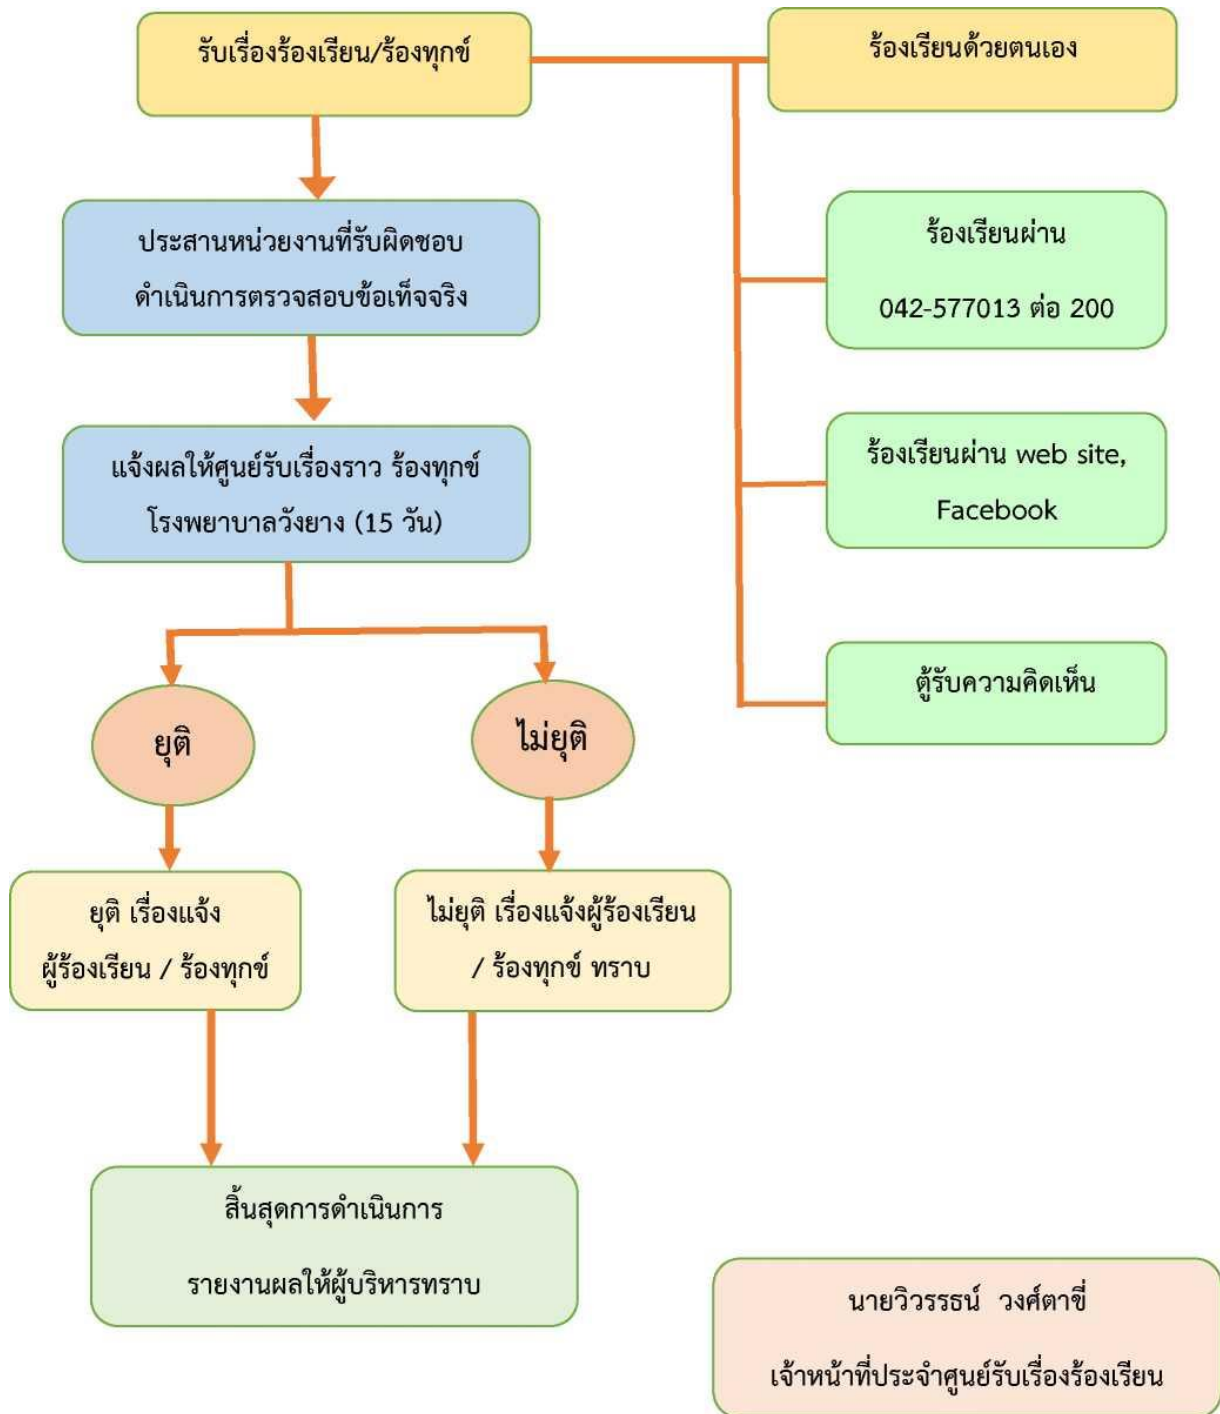 รับเรื่องร้องเรียน/ร้องทุกข์
ร้องเรียนด้วยตนเอง
ประสานหน่วยงานที่รับผิดชอบ
ดำเนินการตรวจสอบข้อเท็จจริง
ร้องเรียนผ่าน
042-577013 ต่อ 200
แจ้งผลให้ศูนย์รับเรื่องราว ร้องทุกข์
โรงพยาบาลวังยาง (15 วัน)
ร้องเรียนผ่าน web site,
Facebook
ตู้รับความคิดเห็น
ยุติ
ไม่ยุติ
ยุติ เรื่องแจ้ง
ผู้ร้องเรียน / ร้องทุกข์
ไม่ยุติ เรื่องแจ้งผู้ร้องเรียน
/ ร้องทุกข์ ทราบ
สิ้นสุดการดำเนินการ
รายงานผลให้ผู้บริหารทราบ
นายวิวรรธน์ วงศ์ตาขี่
เจ้าหน้าที่ประจำศูนย์รับเรื่องร้องเรียน